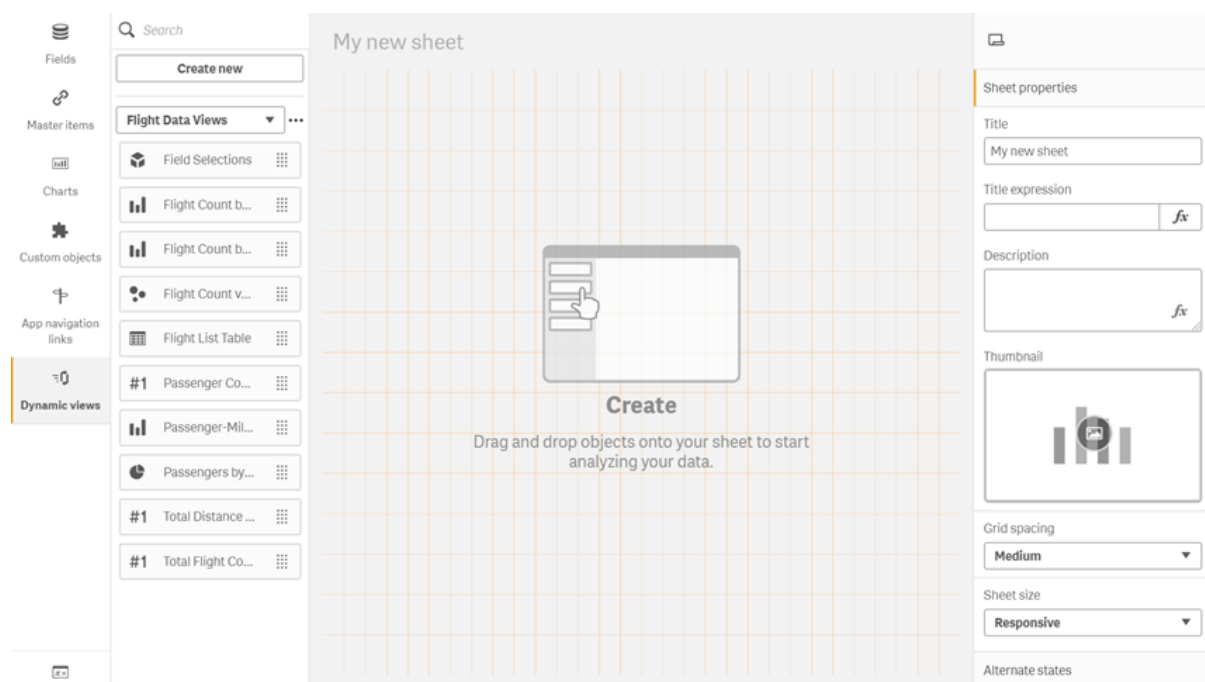 Fields
Master items
Charts
Custom objects
App navigation
links
Dynamic views
Search
Create new
Flight Data Views
Field Selections
Flight Count b...
Flight Count b...
Flight Count v...
Flight List Table
#1 Passenger Co...
Passenger-Mil...
Passengers by...
#1 Total Distance ...
#1 Total Flight Co...
My new sheet
Create
Drag and drop objects onto your sheet to start
analyzing your data.
Sheet properties
Title
My new sheet
Title expression
fx
Description
fx
Thumbnail
Grid spacing
Medium
Sheet size
Responsive
Alternate states